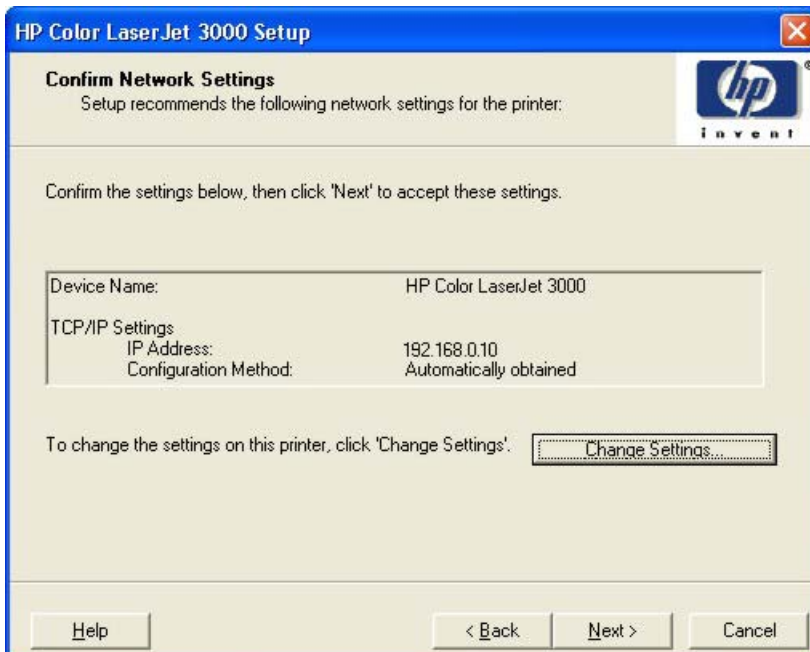 HP Color LaserJet 3000 Setup
Confirm Network Settings
Setup recommends the following network settings for the printer:
hp
®
invent
Confirm the settings below, then click 'Next' to accept these settings.
Device Name: HP Color LaserJet 3000
TCP/IP Settings
IP Address: 192.168.0.10
Configuration Method: Automatically obtained
To change the settings on this printer, click 'Change Settings'. Change Settings...
Help < Back Next > Cancel